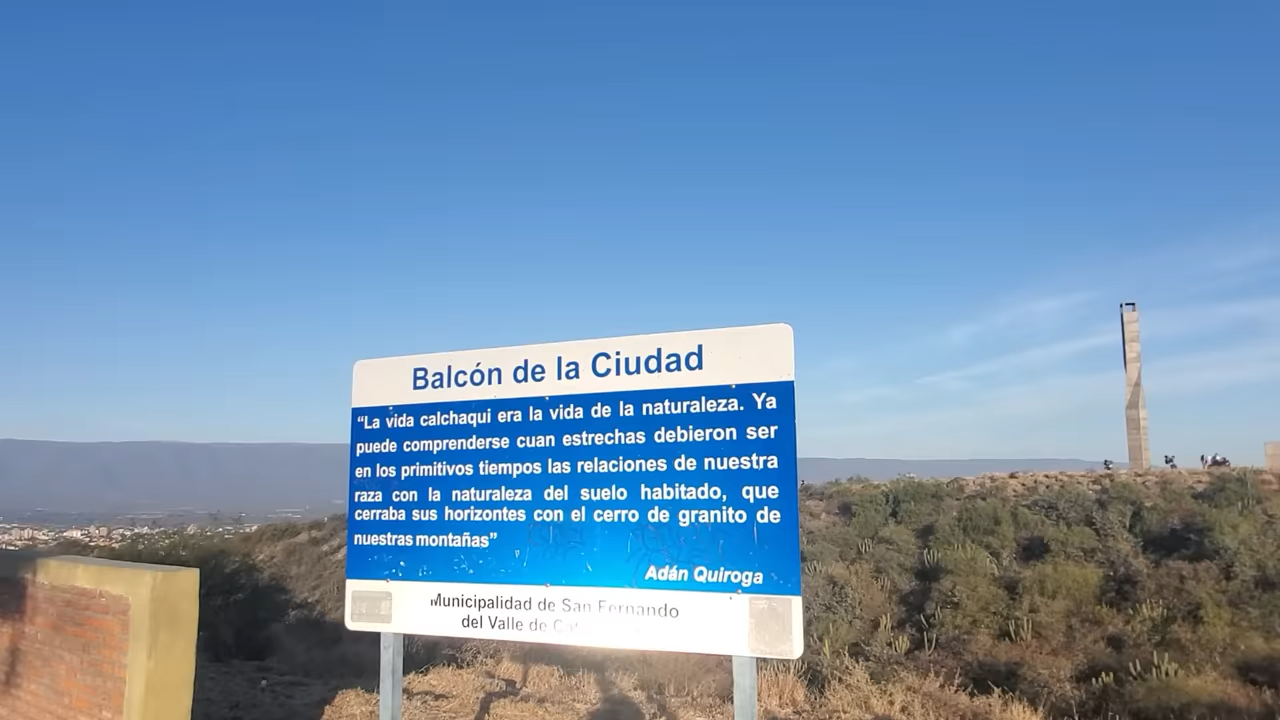 Balcón de la Ciudad
“La vida calchaqui era la vida de la naturaleza. Ya
puede comprenderse cuan estrechas debieron ser
en los primitivos tiempos las relaciones de nuestra
raza con la naturaleza del suelo habitado, que
cerraba sus horizontes con el cerro de granito de
nuestras montañas”
Adán Quiroga
Municipalidad de San Fernando
del Valle de